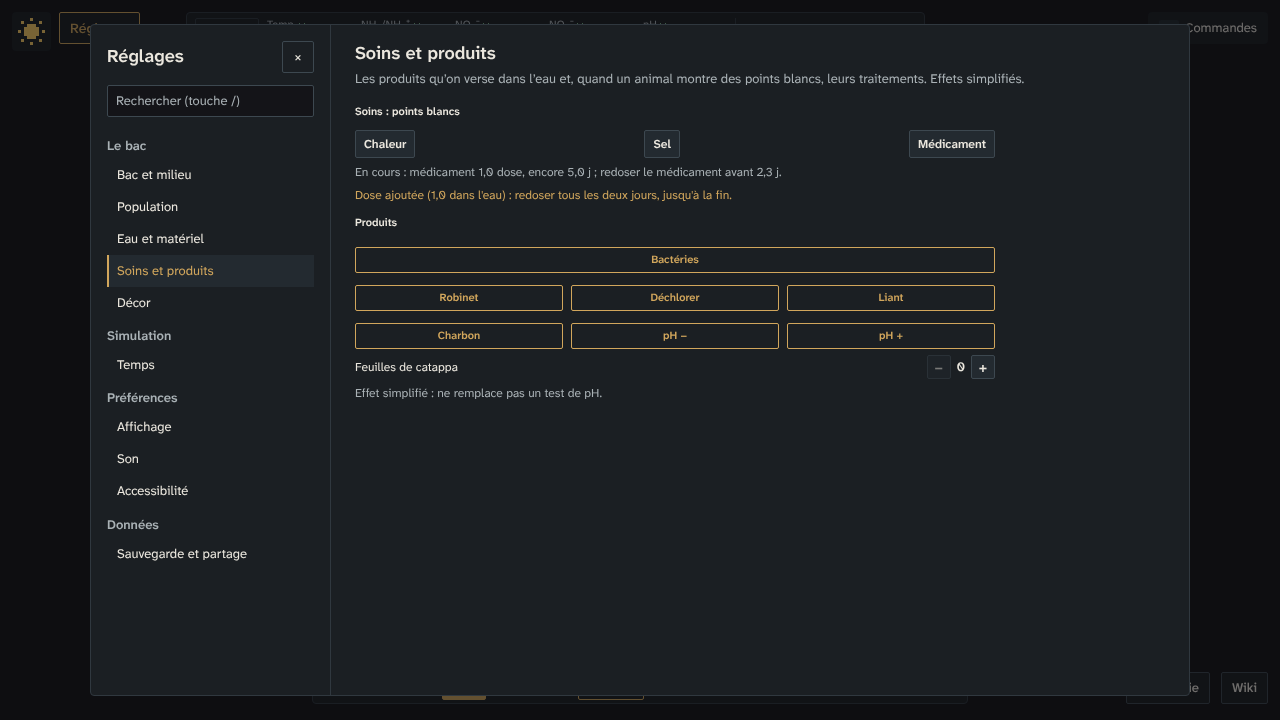 Réglages
×
Rechercher (touche /)
Le bac
Bac et milieu
Population
Eau et matériel
Soins et produits
Décor
Simulation
Temps
Préférences
Affichage
Son
Accessibilité
Données
Sauvegarde et partage
Soins et produits
Les produits qu'on verse dans l'eau et, quand un animal montre des points blancs, leurs traitements. Effets simplifiés.
Soins : points blancs
Chaleur Sel Médicament
En cours : médicament 1,0 dose, encore 5,0 j ; redoser le médicament avant 2,3 j.
Dose ajoutée (1,0 dans l'eau) : redoser tous les deux jours, jusqu'à la fin.
Produits
Bactéries
Robinet Déchlorer Liant
Charbon pH − pH +
Feuilles de catappa − 0 +
Effet simplifié : ne remplace pas un test de pH.
Commandes
Wiki